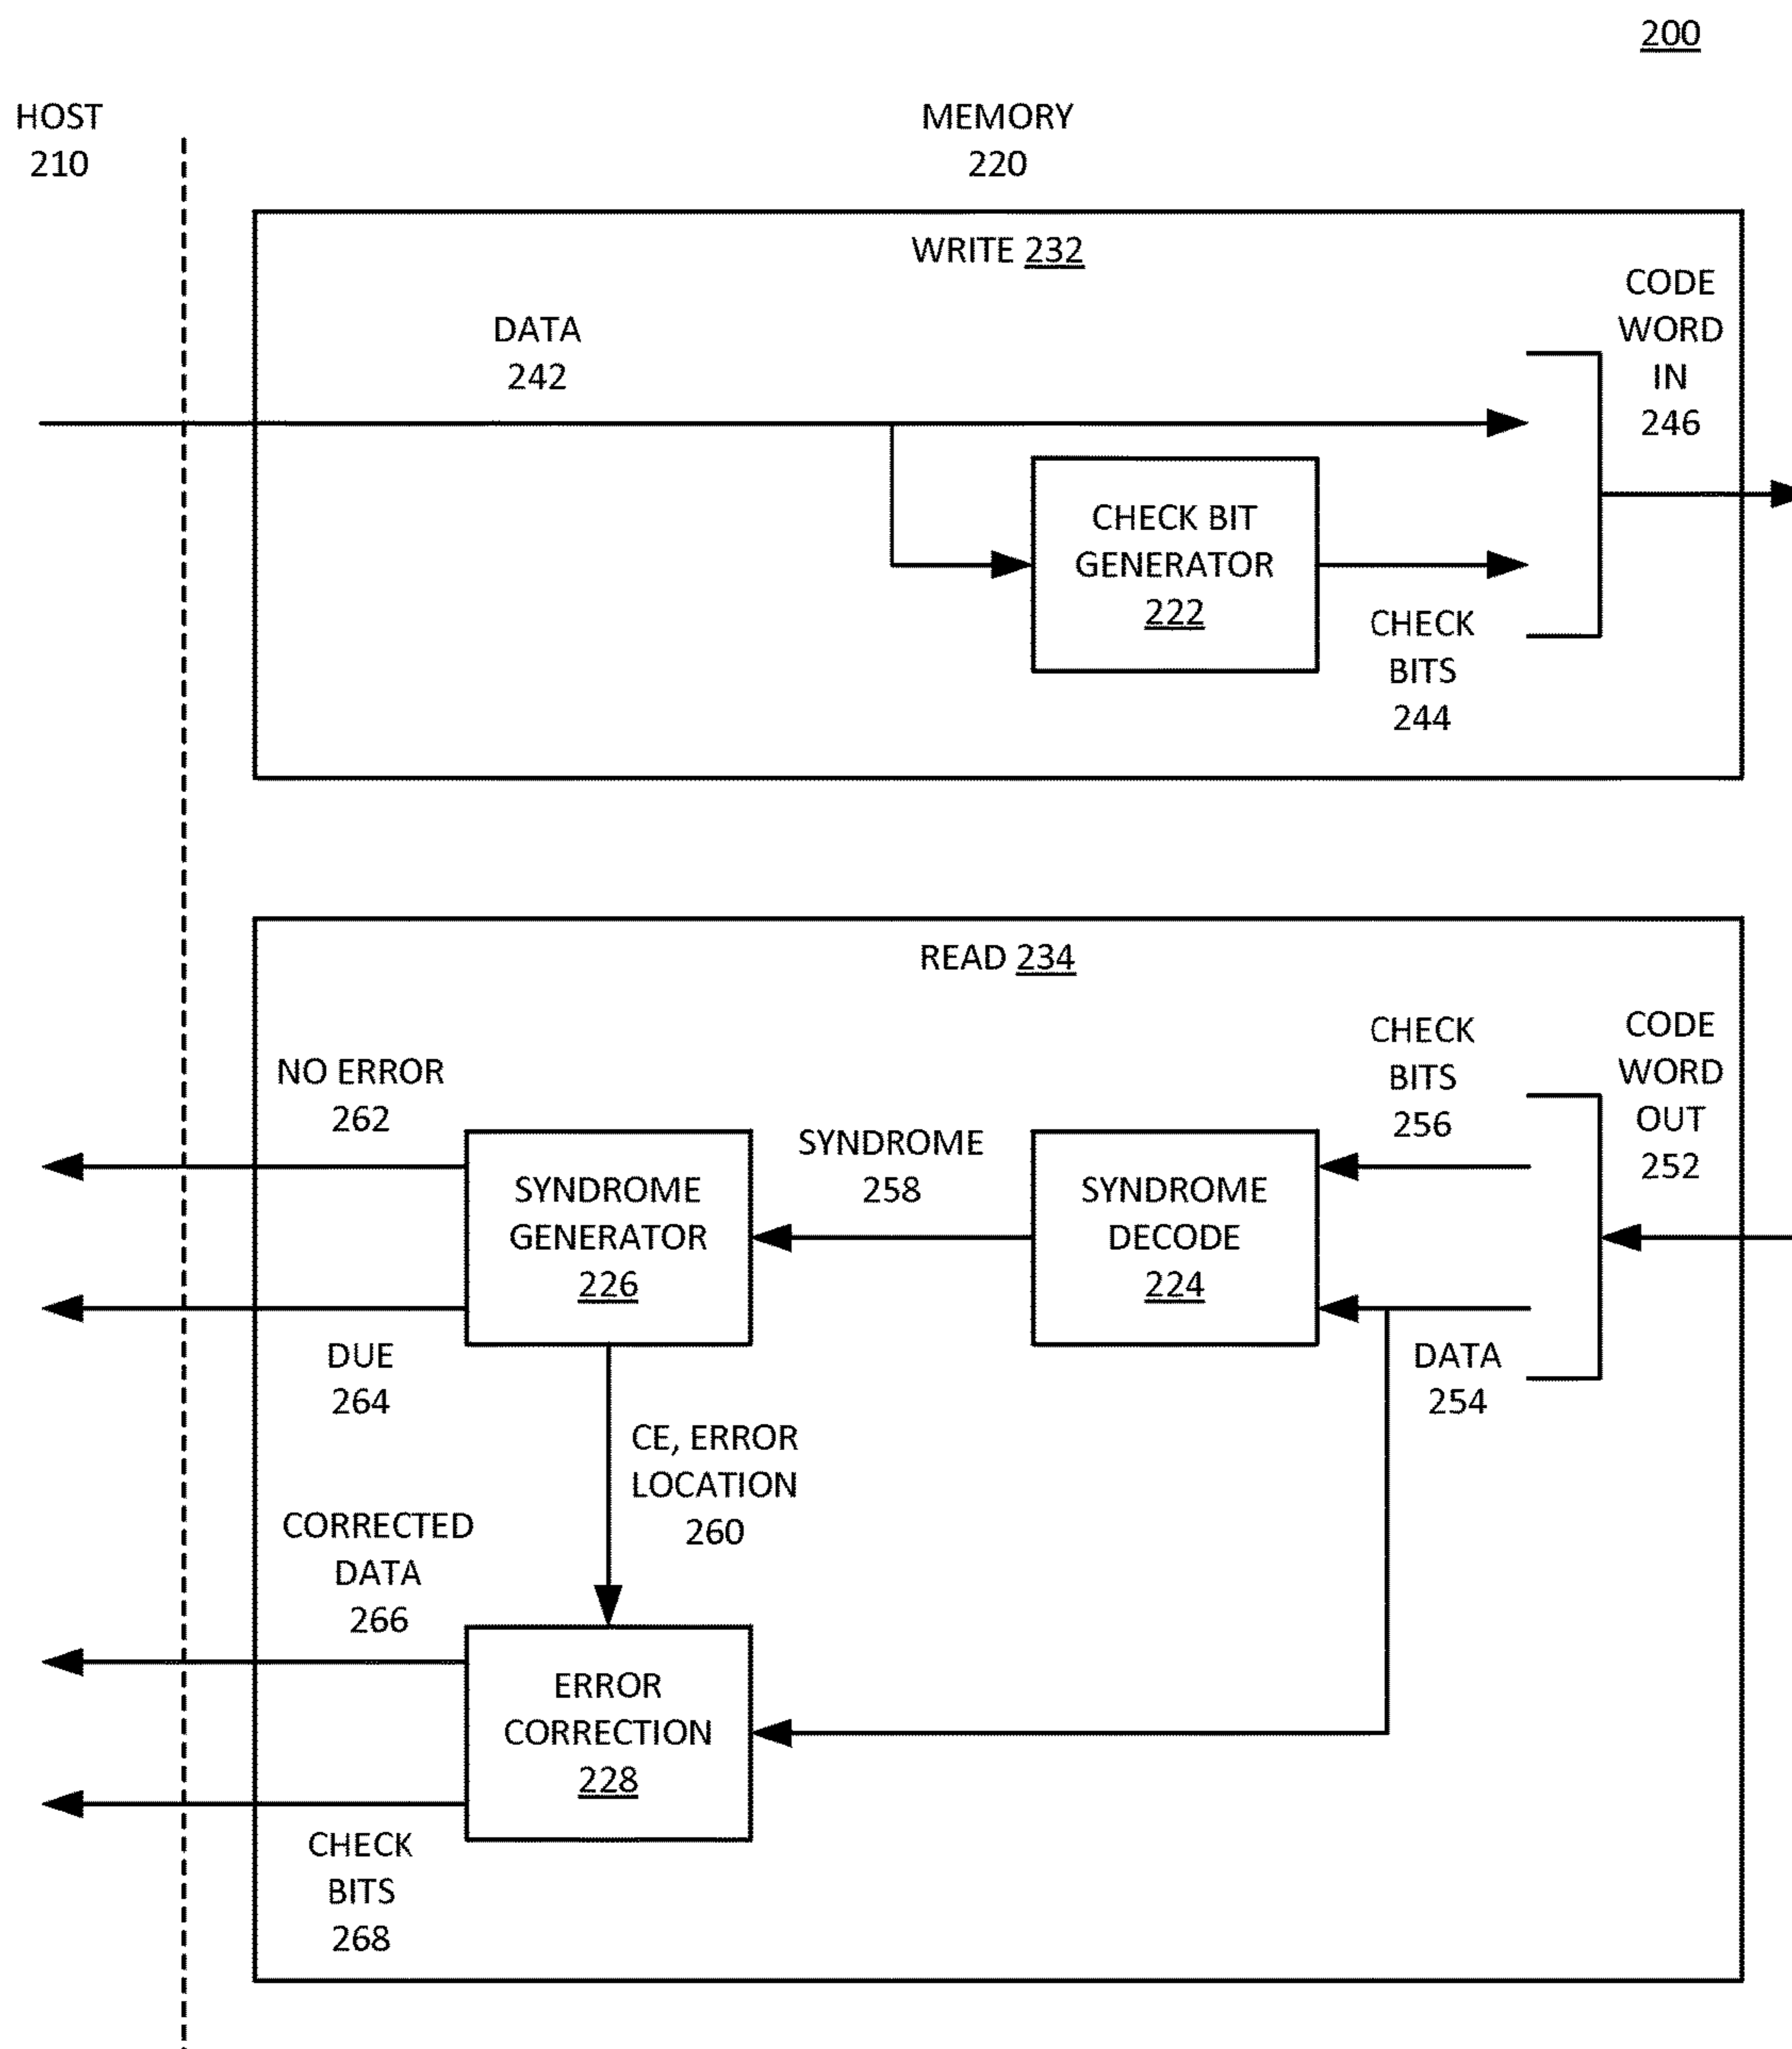 200
HOST
210
MEMORY
220
WRITE 232
DATA
242
CODE
WORD
IN
246
CHECK BIT
GENERATOR
222
CHECK
BITS
244
READ 234
NO ERROR
262
SYNDROME
GENERATOR
226
SYNDROME
258
SYNDROME
DECODE
224
CHECK
BITS
256
CODE
WORD
OUT
252
DUE
264
DATA
254
CE, ERROR
LOCATION
260
CORRECTED
DATA
266
ERROR
CORRECTION
228
CHECK
BITS
268